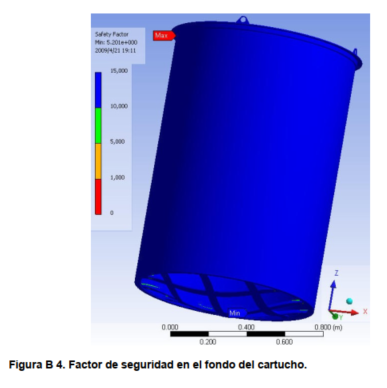 Safety Factor
Min: 5.201e+000
2009/4/21 19:11
Max
15,000
10,000
5,000
1,000
0
Min
Z
X
Y
0.000
0.400
0.800 (m)
0.200
0.600
Figura B 4. Factor de seguridad en el fondo del cartucho.